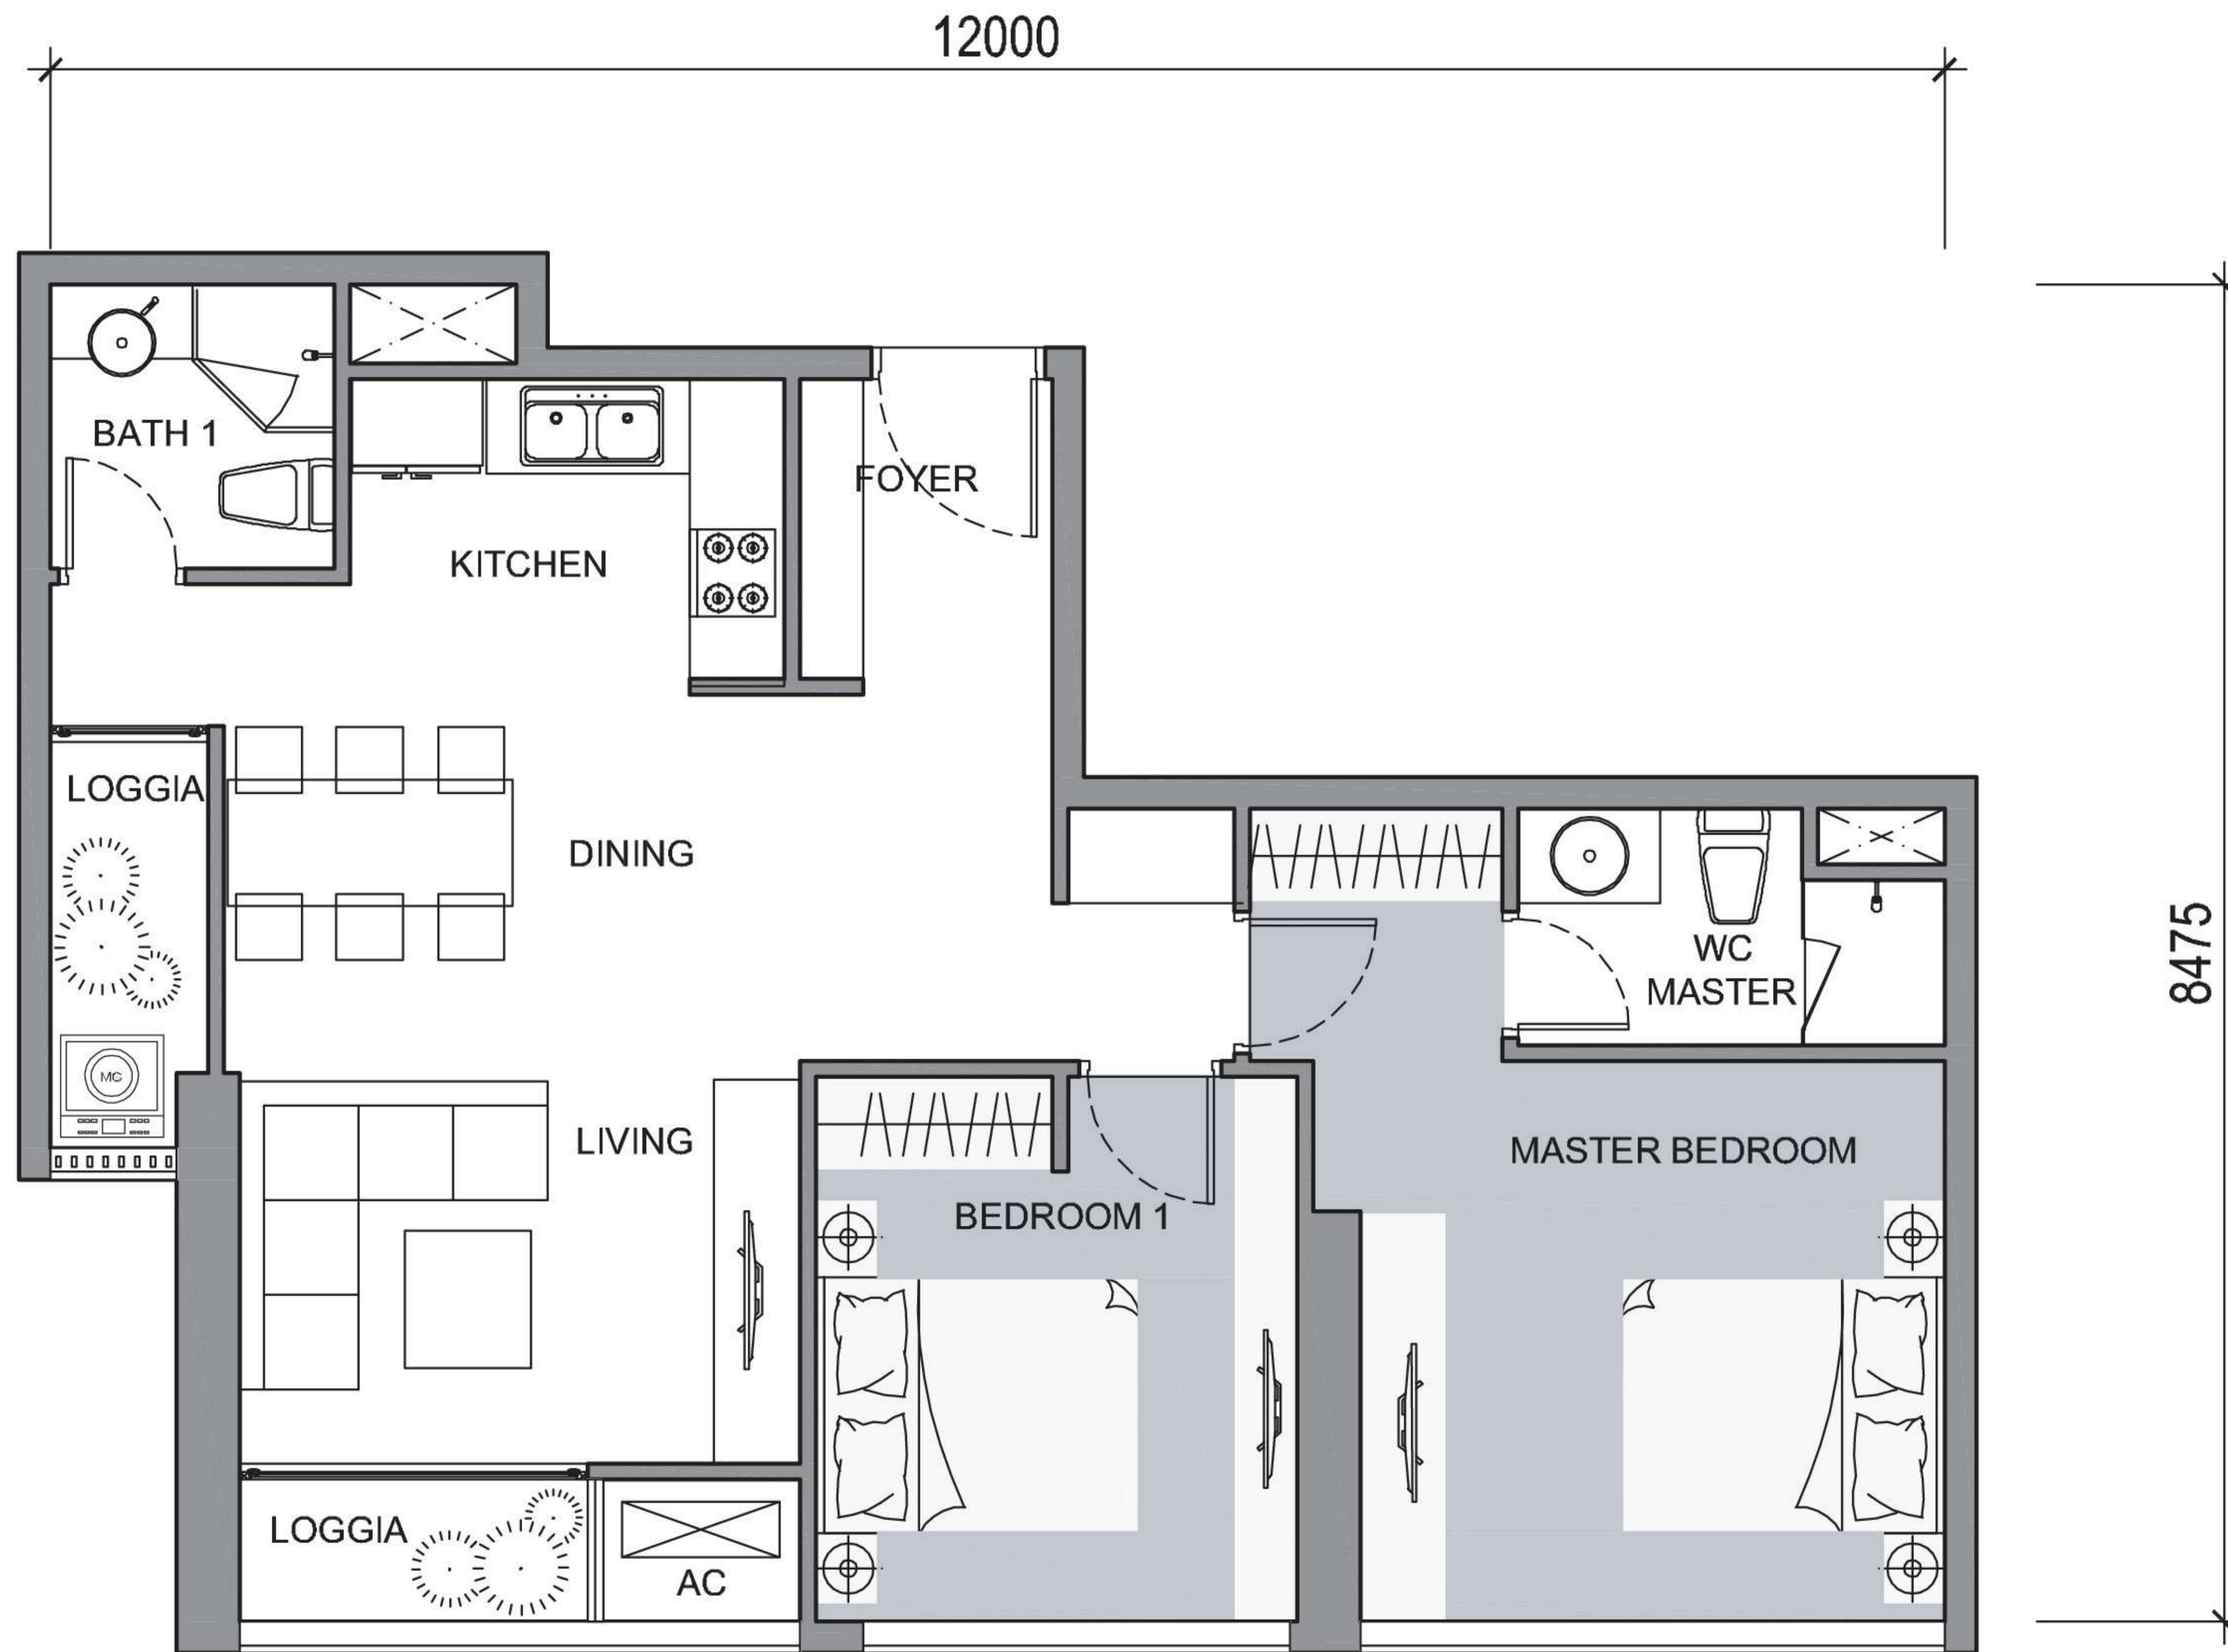 12000
BATH 1
FOYER
KITCHEN
LOGGIA
DINING
WC
MASTER
8475
MC
LIVING
MASTER BEDROOM
BEDROOM 1
LOGGIA
AC